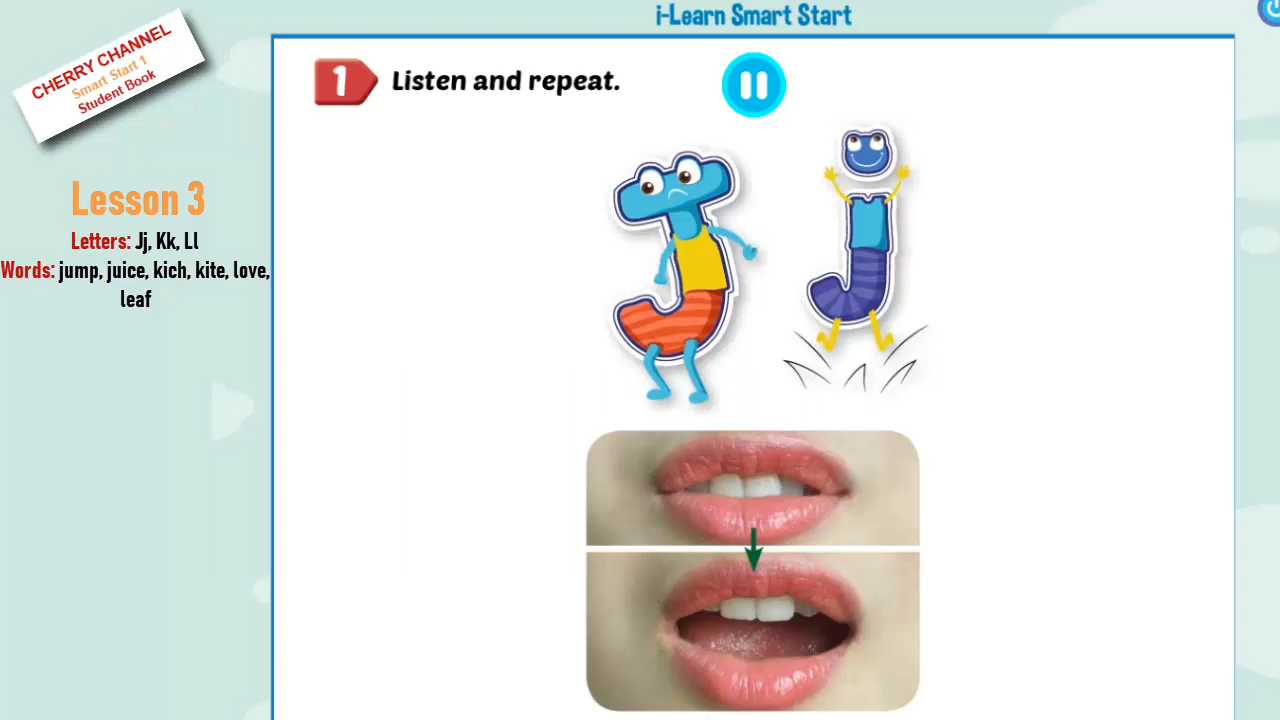 i-Learn Smart Start
CHERRY CHANNEL
Smart Start 1
Student Book
1 Listen and repeat.
Lesson 3
Letters: Jj, Kk, Ll
Words: jump, juice, kich, kite, love,
leaf